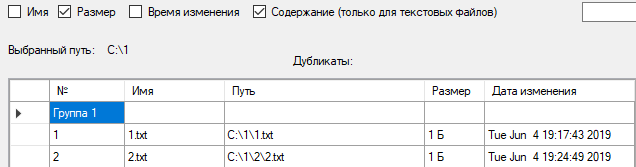 Имя Размер Время изменения Содержание (только для текстовых файлов)
Выбранный путь: C:\1
Дубликаты:
№ Имя Путь Размер Дата изменения
Группа 1
1 1.txt C:\1\1.txt 1 Б Tue Jun 4 19:17:43 2019
2 2.txt C:\1\2\2.txt 1 Б Tue Jun 4 19:24:49 2019